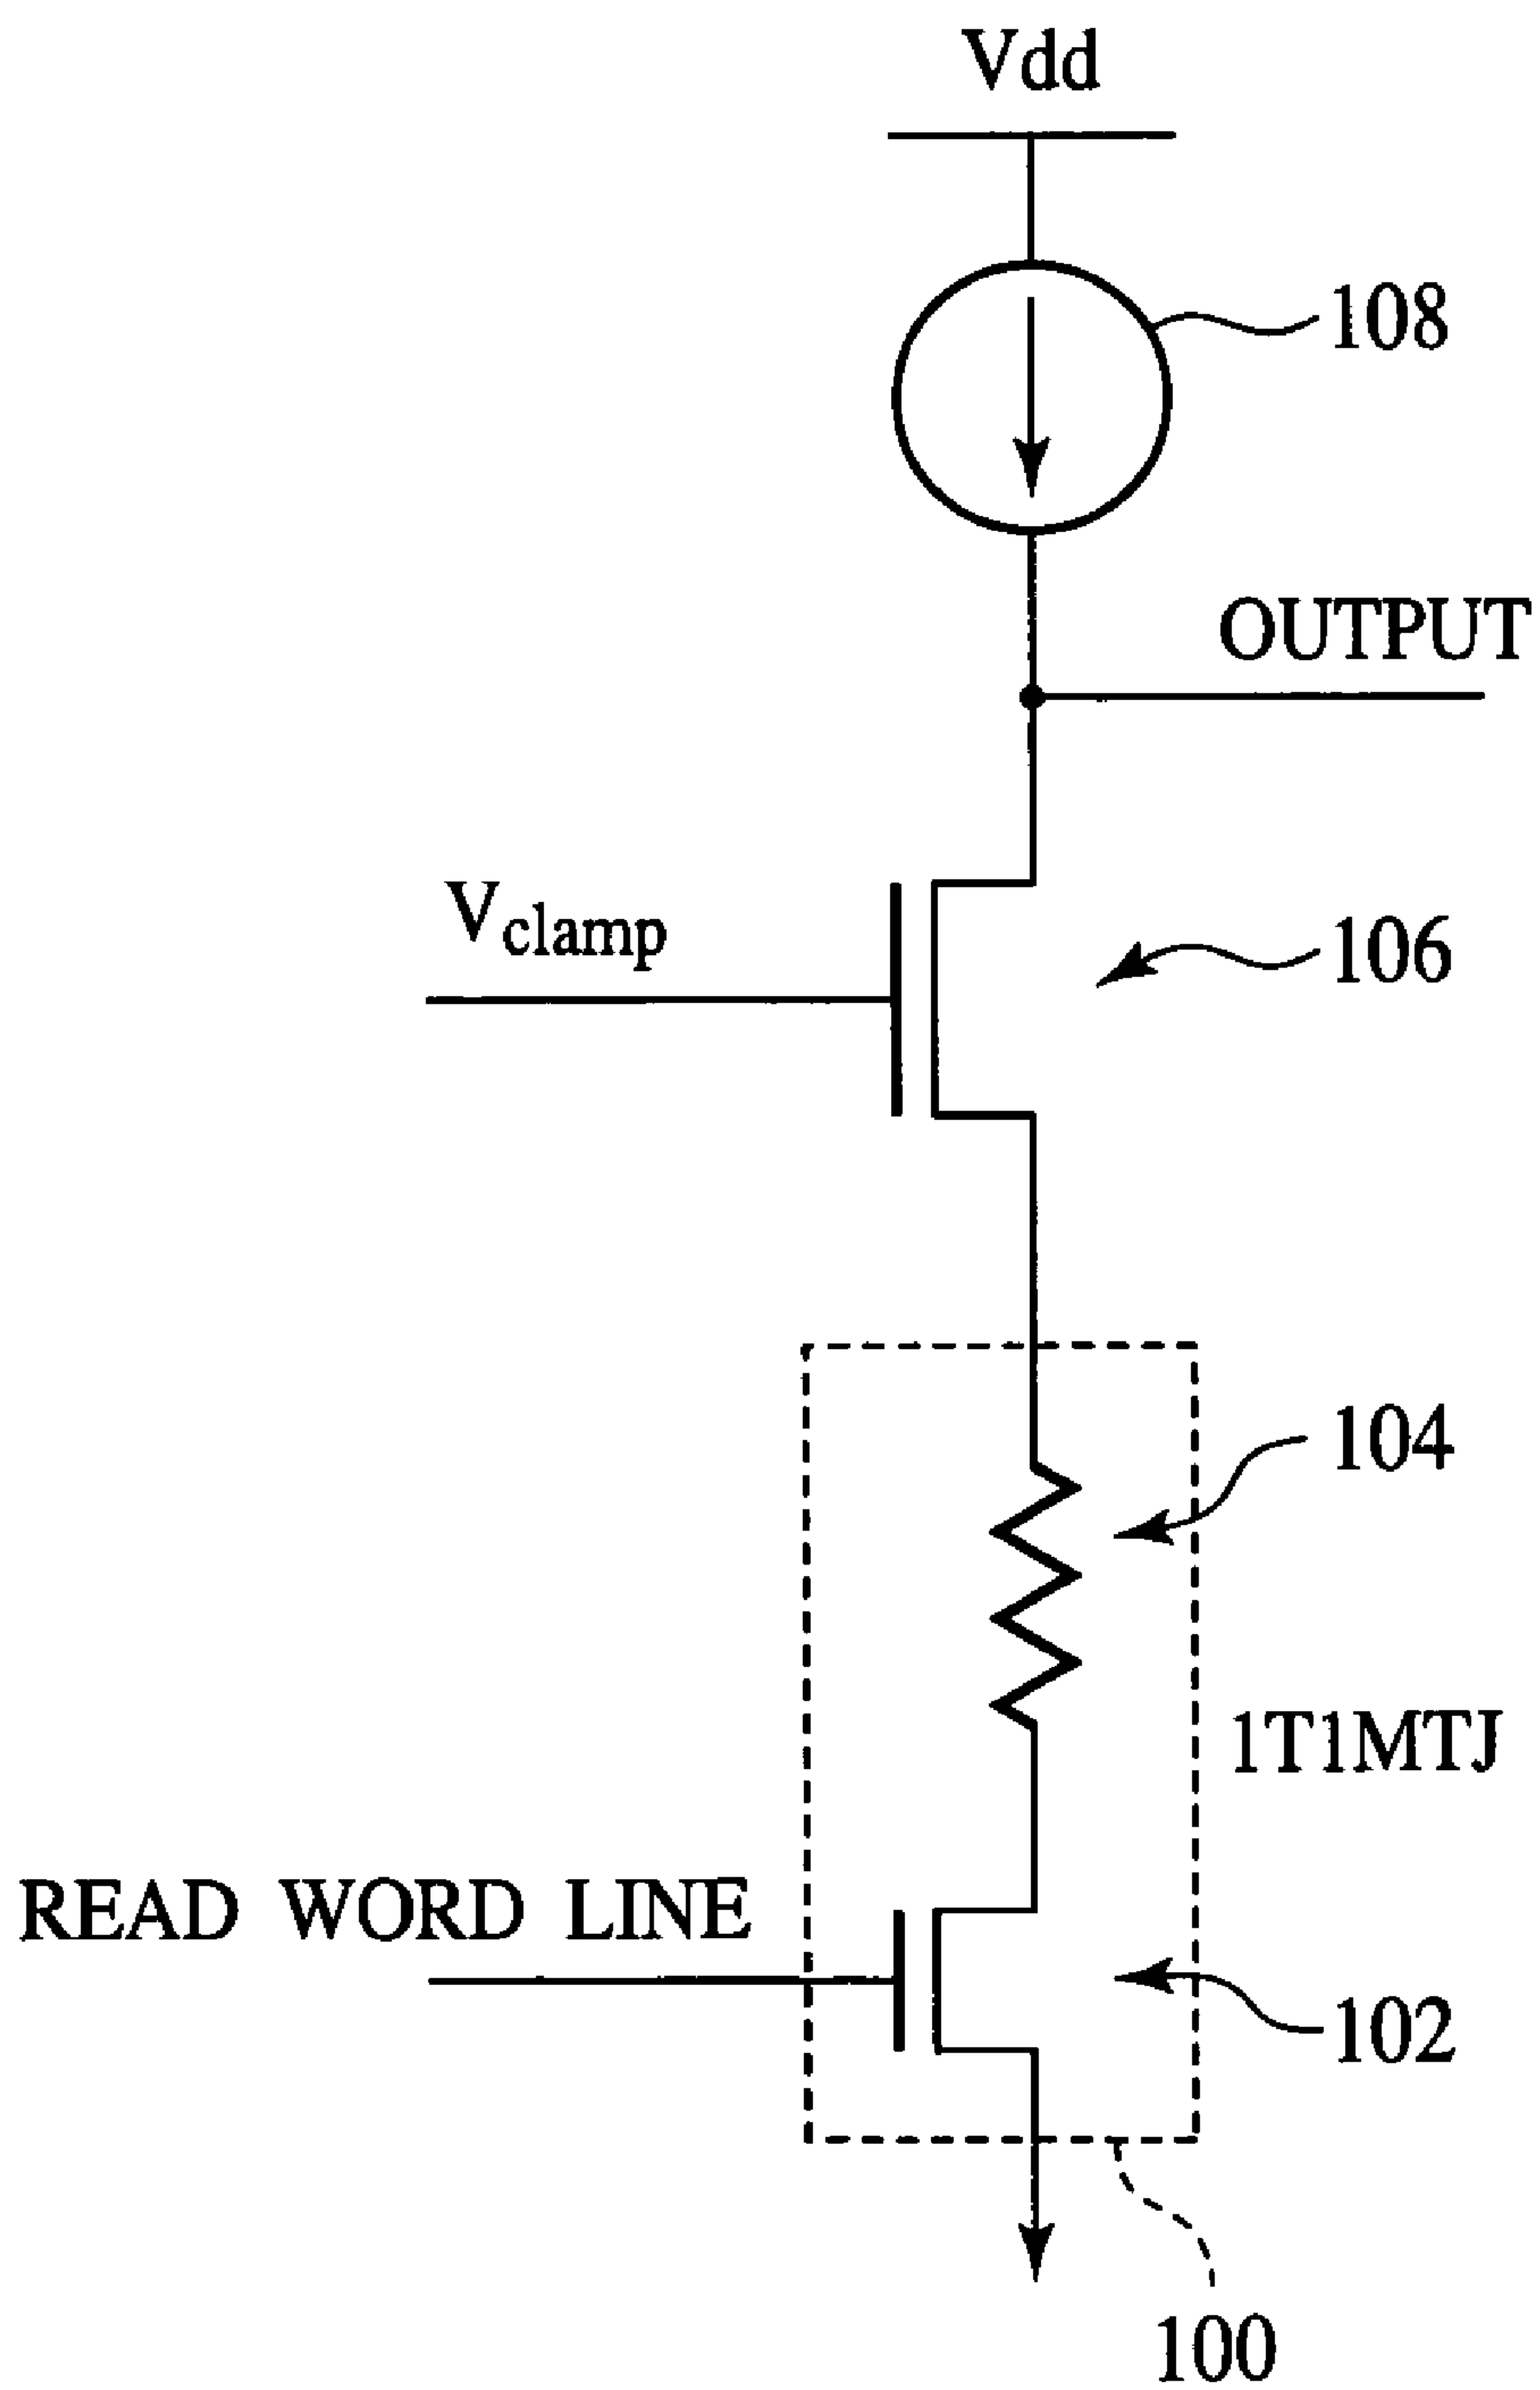 Vdd
108
OUTPUT
Vclamp
106
104
1T1MTJ
READ WORD LINE
102
100